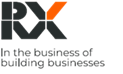 RX
In the business of
building businesses